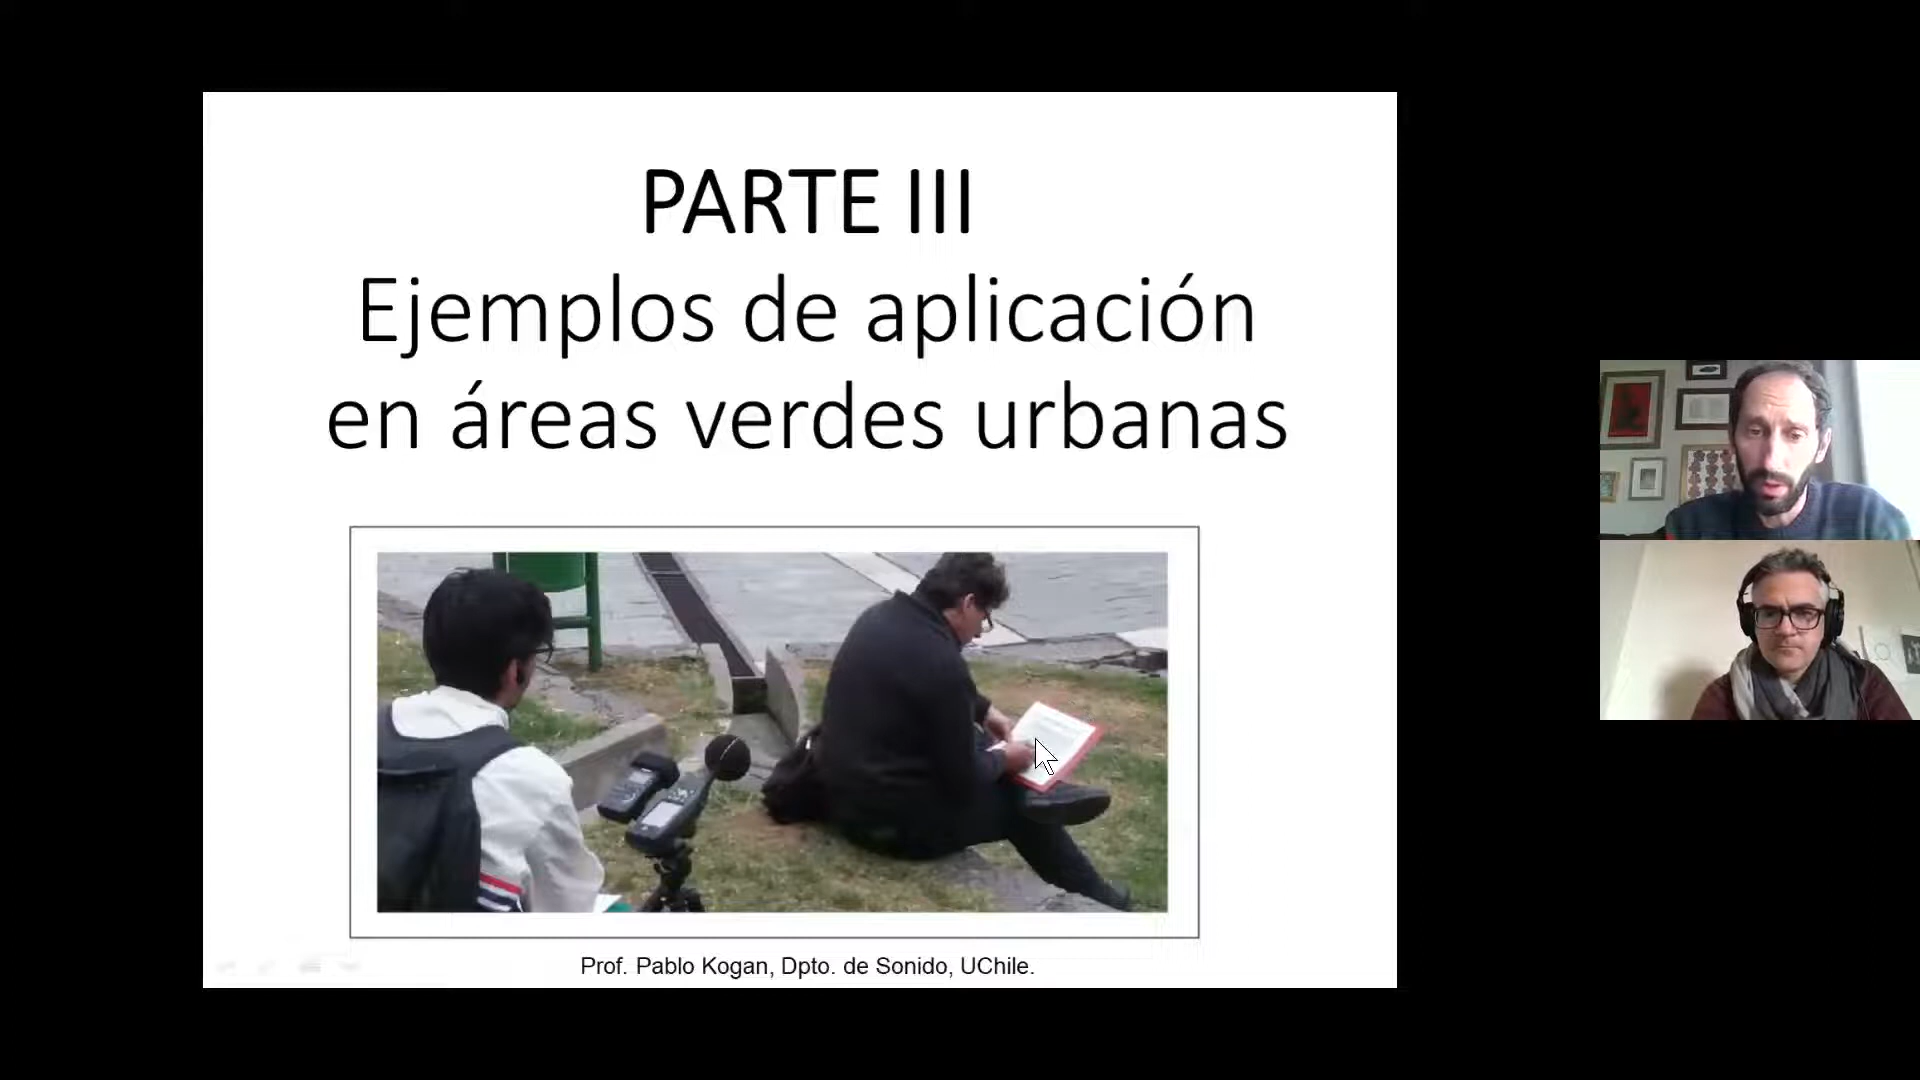 PARTE III
Ejemplos de aplicación
en áreas verdes urbanas
Prof. Pablo Kogan, Dpto. de Sonido, UChile.